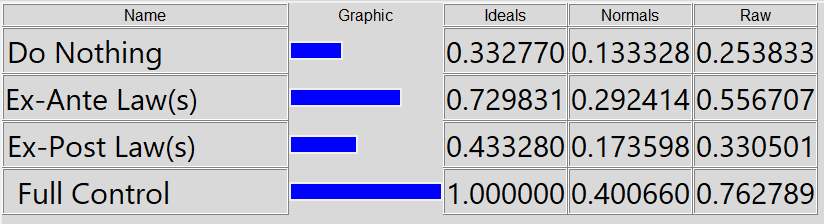 Name Graphic Ideals Normals Raw
Do Nothing 0.332770 0.133328 0.253833
Ex-Ante Law(s) 0.729831 0.292414 0.556707
Ex-Post Law(s) 0.433280 0.173598 0.330501
Full Control 1.000000 0.400660 0.762789